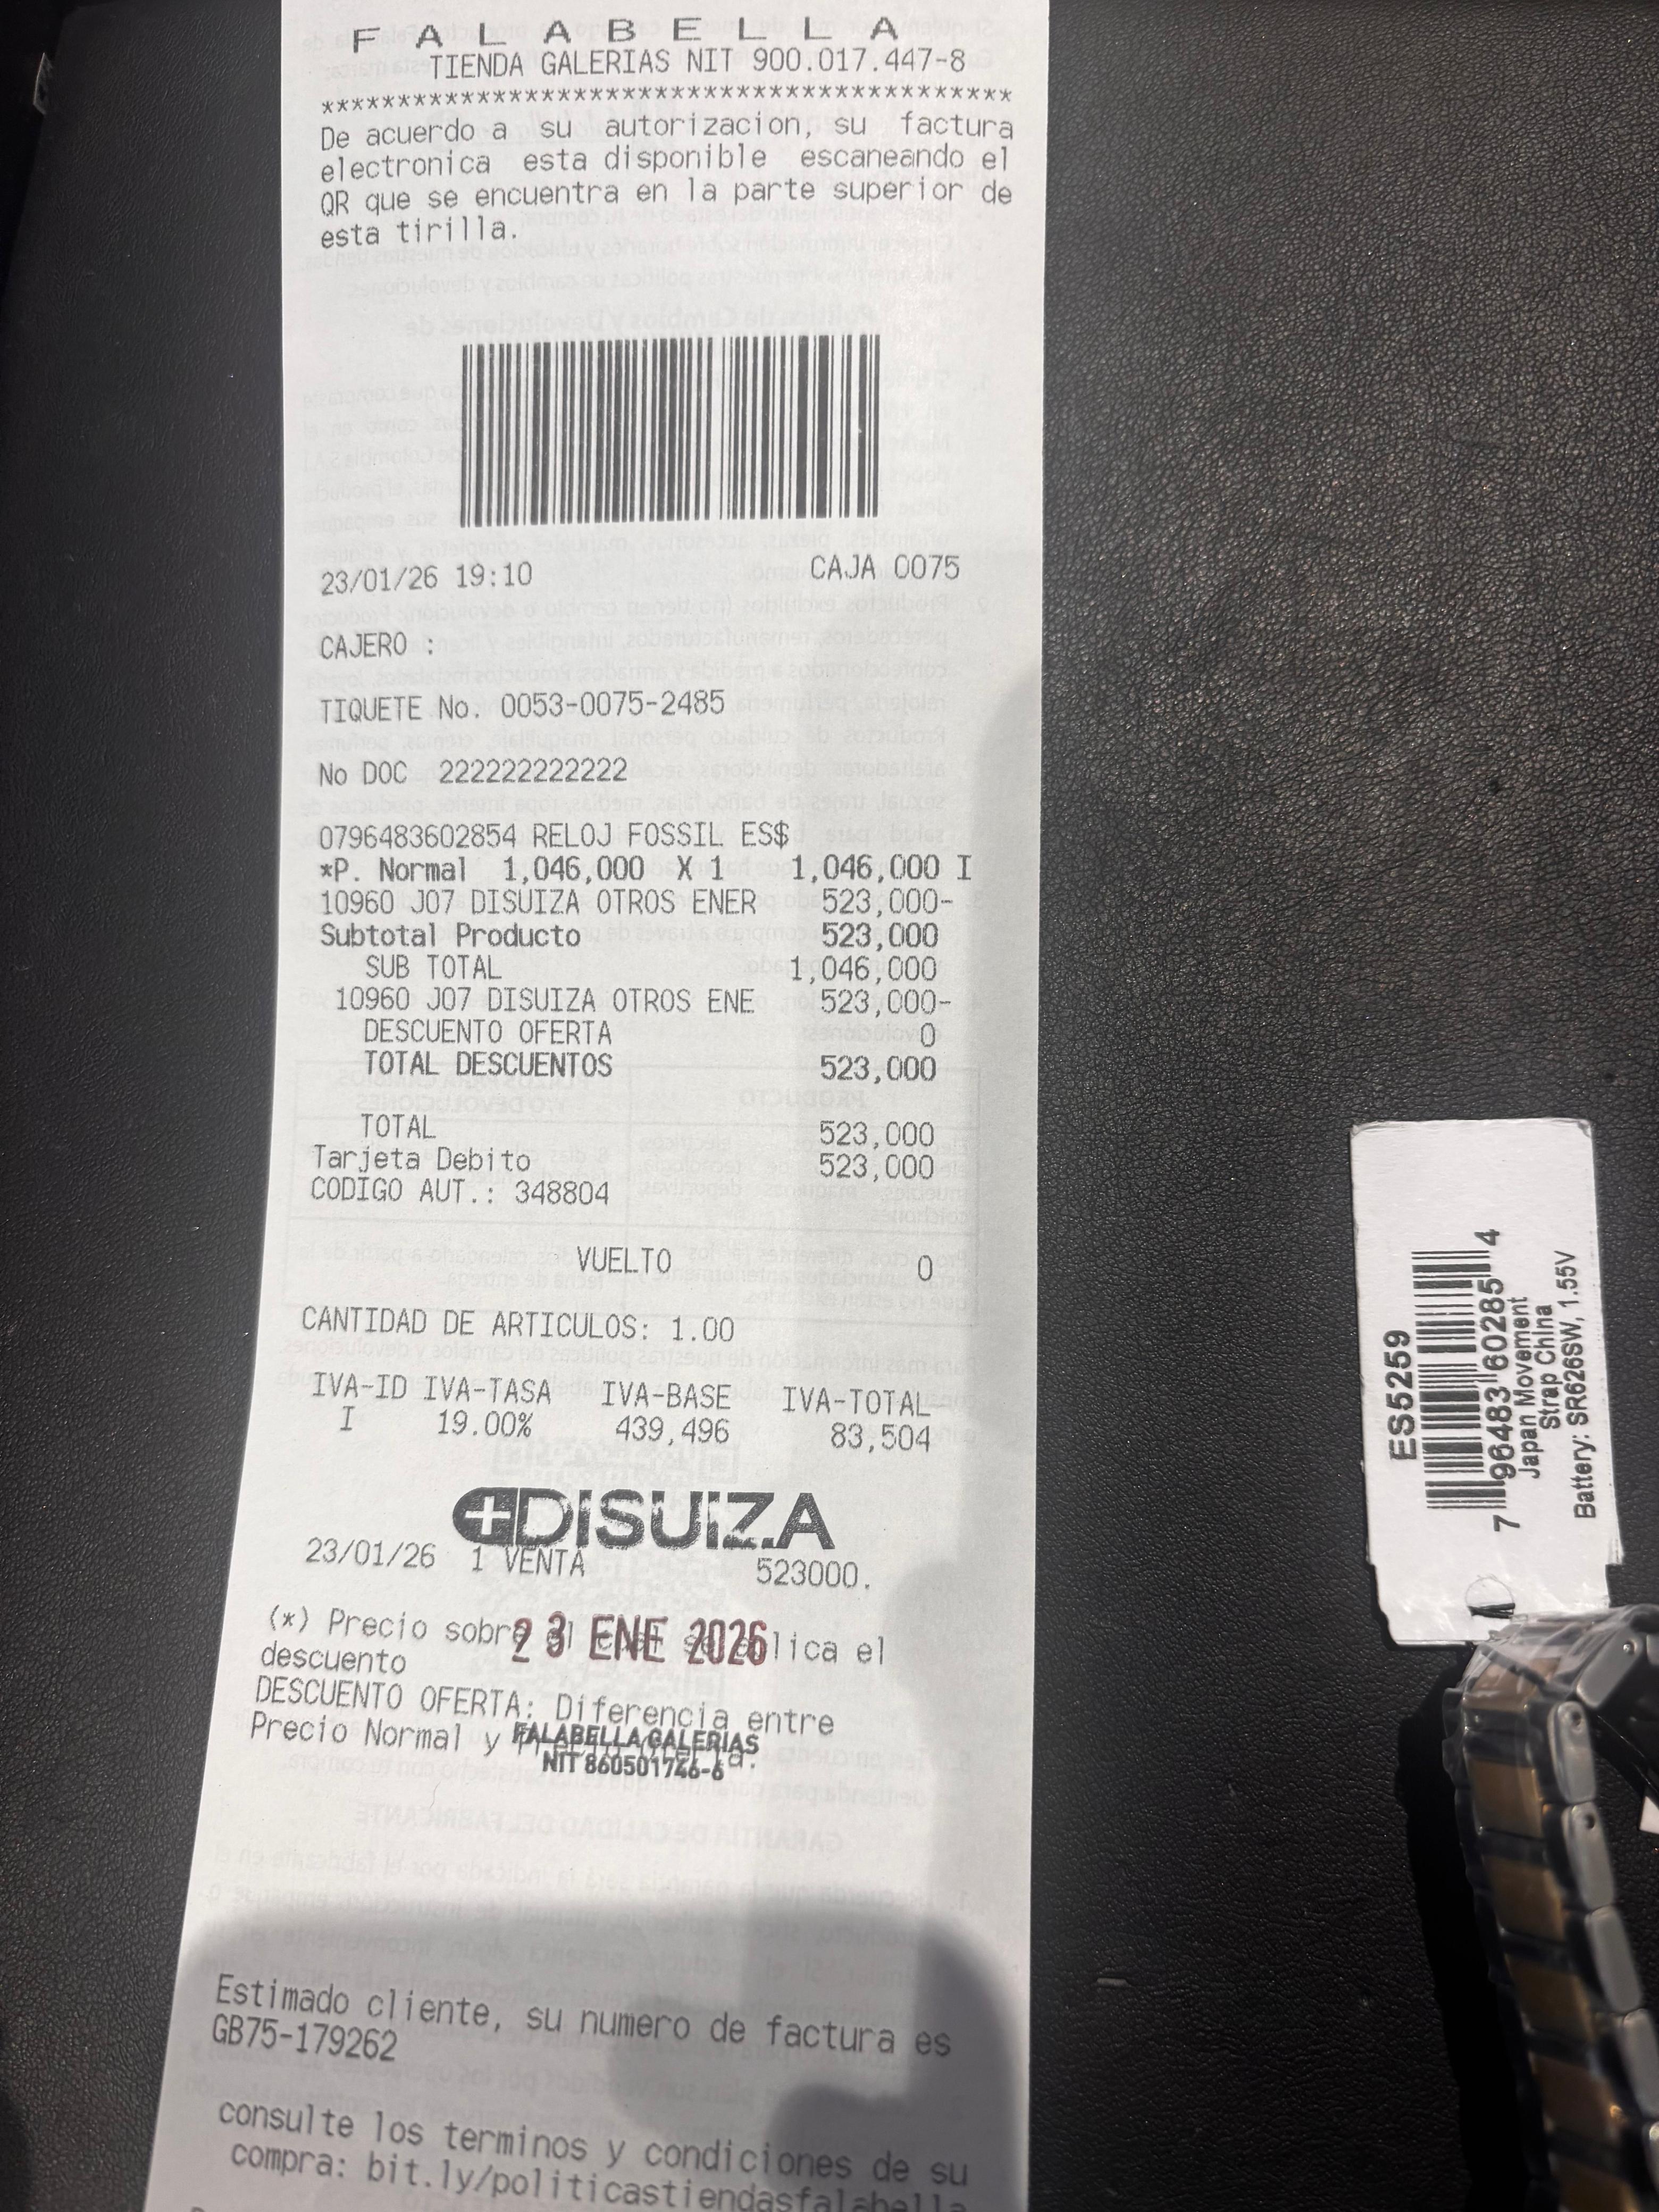 F A L A B E L L A
TIENDA GALERIAS NIT 900.017.447-8
*********************************************
De acuerdo a su autorizacion, su factura
electronica esta disponible escaneando el
QR que se encuentra en la parte superior de
esta tirilla.
23/01/26 19:10 CAJA 0075
CAJERO :
TIQUETE No. 0053-0075-2485
No DOC 222222222222
0796483602854 RELOJ FOSSIL ES$
*P. Normal 1,046,000 X 1 1,046,000 I
10960 J07 DISUIZA OTROS ENER 523,000-
Subtotal Producto 523,000
SUB TOTAL 1,046,000
10960 J07 DISUIZA OTROS ENE 523,000-
DESCUENTO OFERTA 0
TOTAL DESCUENTOS 523,000
TOTAL 523,000
Tarjeta Debito 523,000
CODIGO AUT.: 348804
VUELTO 0
CANTIDAD DE ARTICULOS: 1.00
IVA-ID IVA-TASA IVA-BASE IVA-TOTAL
I 19.00% 439,496 83,504
DISUIZA
23/01/26 1 VENTA 523000.
(*) Precio sobre el se aplica el
23 ENE 2026
descuento
DESCUENTO OFERTA: Diferencia entre
Precio Normal y
FALABELLA GALERIAS
NIT 860501746-6
Estimado cliente, su numero de factura es
GB75-179262
consulte los terminos y condiciones de su
compra: bit.ly/politicastiendasfalabella
ES5259
7 96483 60285 4
Japan Movement
Strap China
Battery: SR626SW, 1.55V